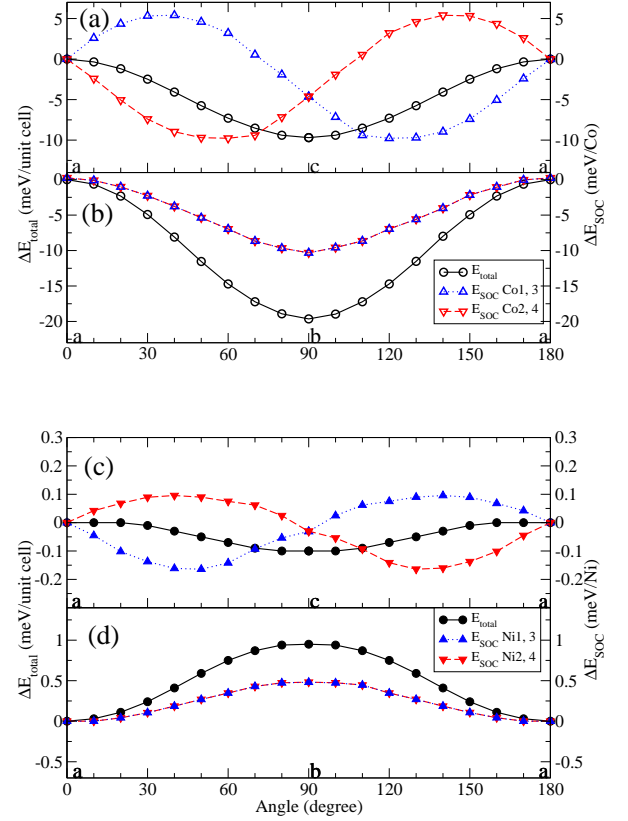 (a)
5
0
-5
-10
5
0
-5
-10
a c a
ΔE_total (meV/unit cell)
ΔE_SOC (meV/Co)
(b)
0
-5
-10
-15
-20
0
-5
-10
-15
-20
E_total
E_SOC Co1, 3
E_SOC Co2, 4
a b a
0 30 60 90 120 150 180
(c)
0.3
0.2
0.1
0
-0.1
-0.2
0.3
0.2
0.1
0
-0.1
-0.2
a c a
ΔE_total (meV/unit cell)
ΔE_SOC (meV/Ni)
(d)
1
0.5
0
-0.5
1
0.5
0
-0.5
E_total
E_SOC Ni1, 3
E_SOC Ni2, 4
a b a
0 30 60 90 120 150 180
Angle (degree)